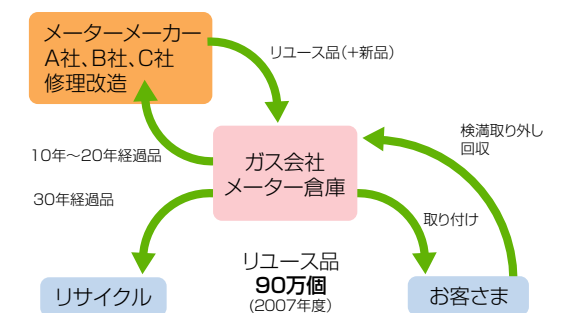 メーターメーカー
A社、B社、C社
修理改造
リユース品(+新品)
検満取り外し
回収
10年～20年経過品
ガス会社
メーター倉庫
30年経過品
取り付け
リユース品
90万個
(2007年度)
リサイクル
お客さま